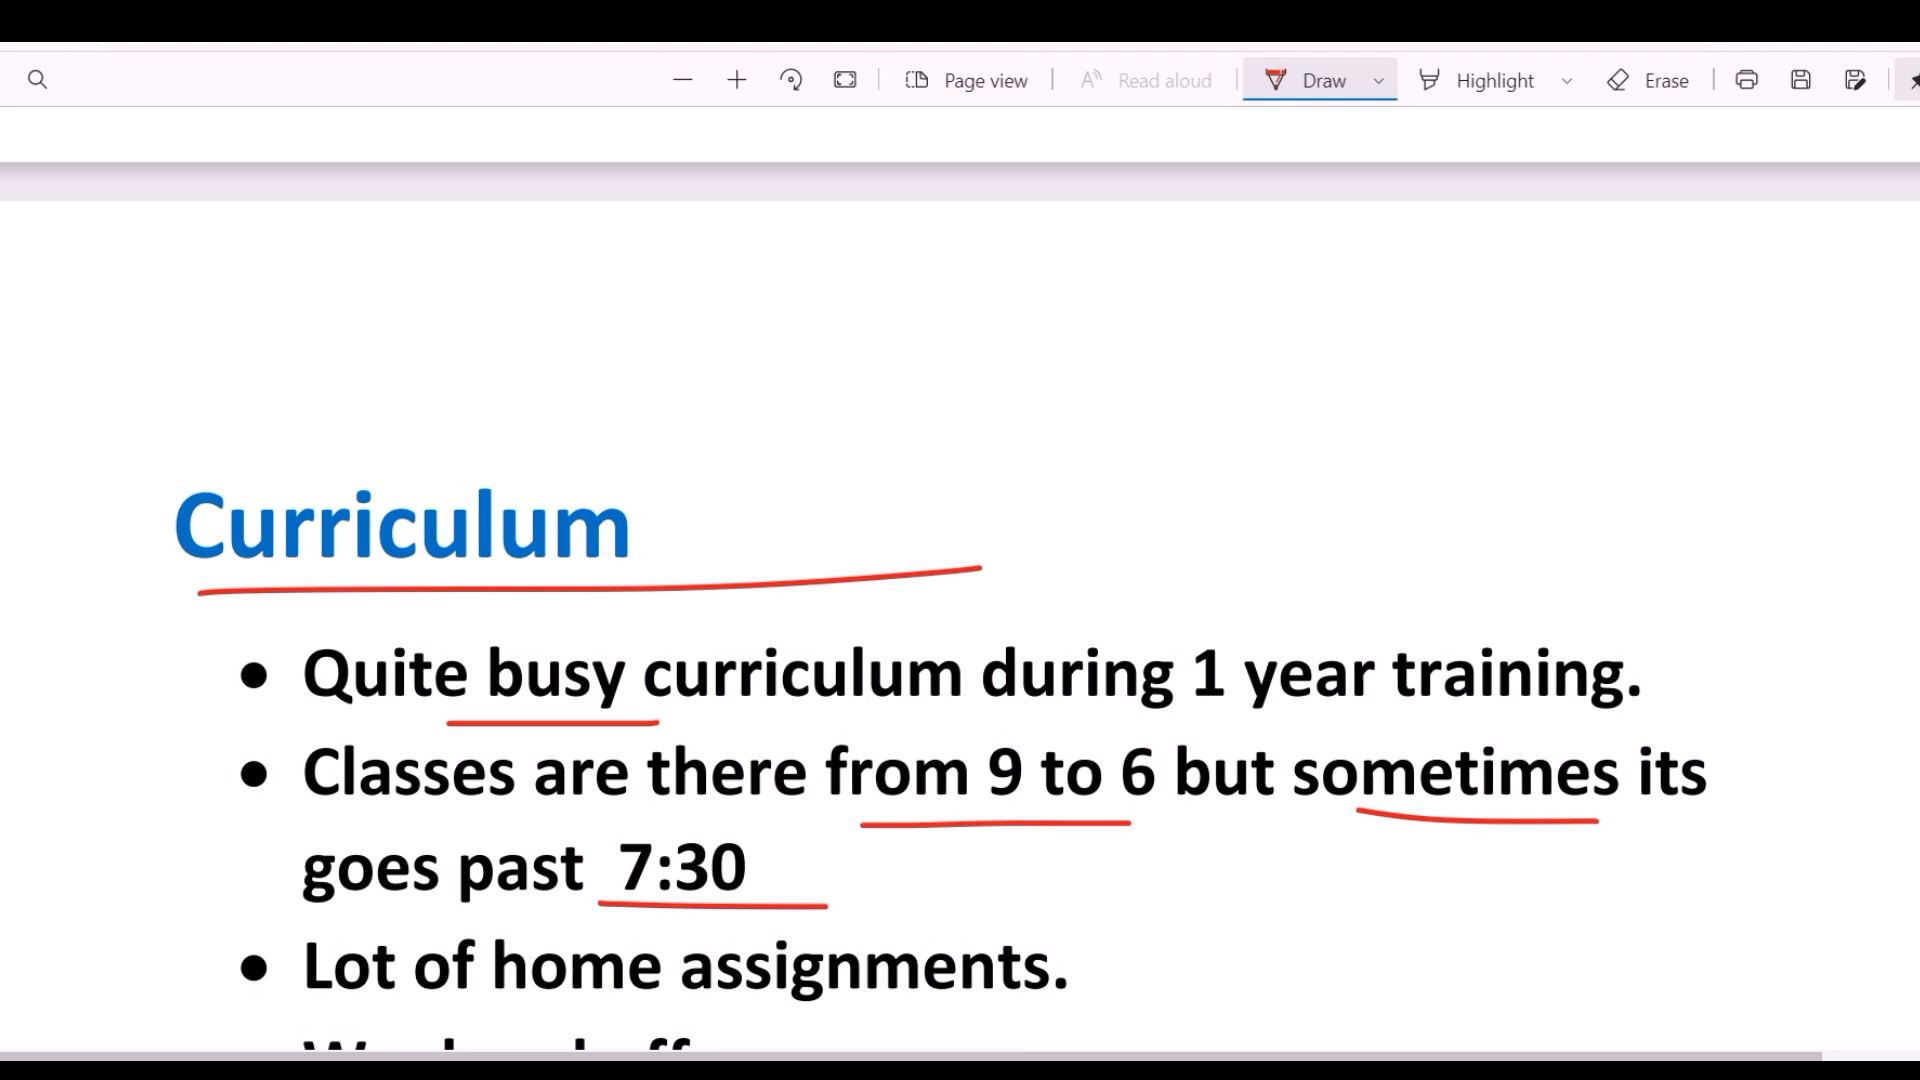 Page view
Read aloud
Draw
Highlight
Erase
Curriculum
• Quite busy curriculum during 1 year training.
• Classes are there from 9 to 6 but sometimes its
goes past 7:30
• Lot of home assignments.